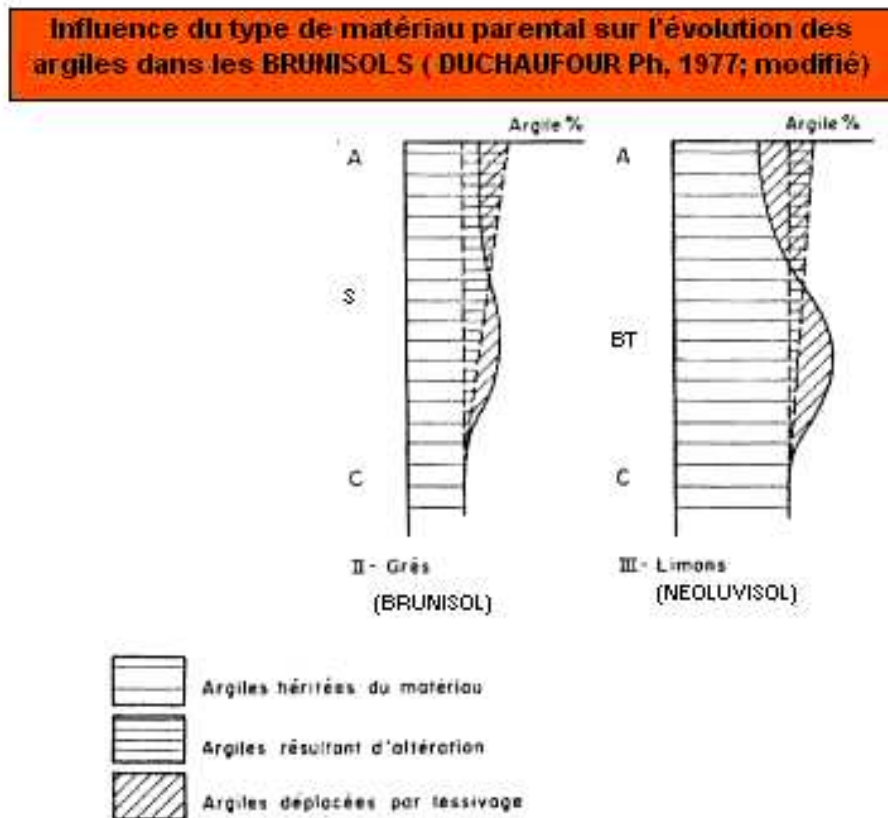 Influence du type de matériau parental sur l'évolution des
argiles dans les BRUNISOLS ( DUCHAUFOUR Ph, 1977; modifié)
Argile %
Argile %
A
A
S
BT
C
C
II - Grés
(BRUNISOL)
III - Limons
(NEOLUVISOL)
Argiles héritées du matériau
Argiles résultant d'altération
Argiles déplacées par lessivage